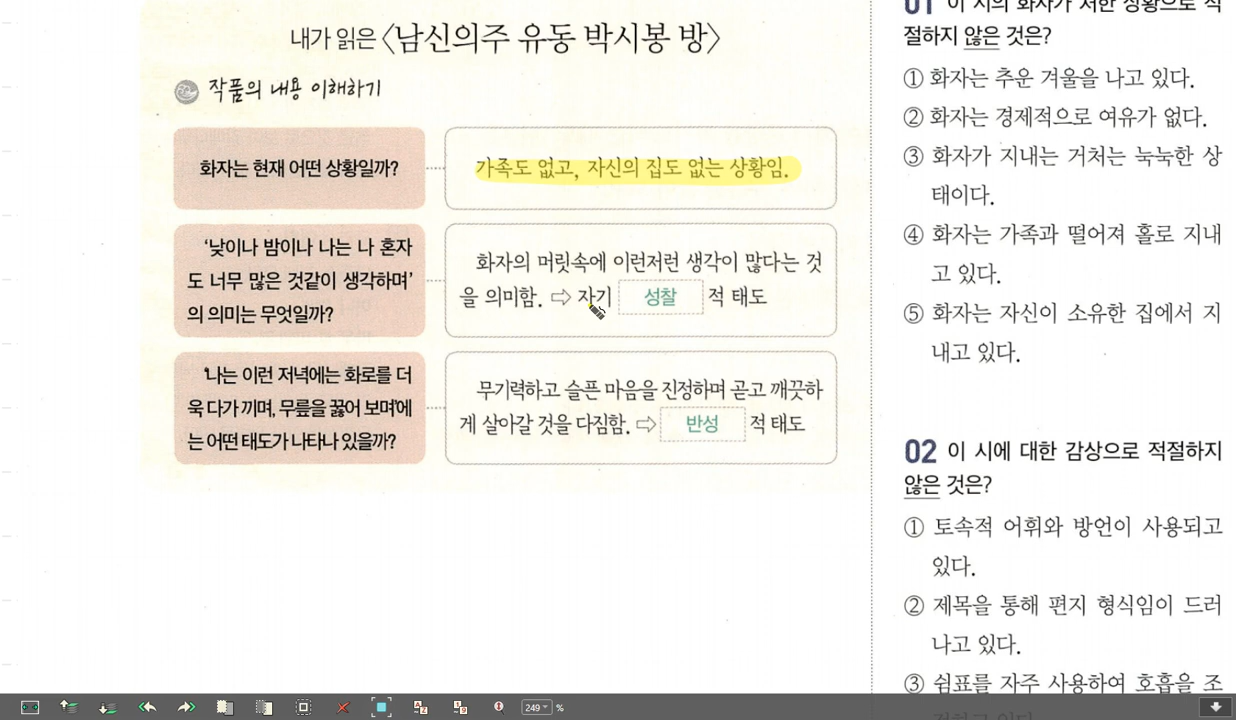 내가 읽은 〈남신의주 유동 박시봉 방〉
작품의 내용 이해하기
화자는 현재 어떤 상황일까?
가족도 없고, 자신의 집도 없는 상황임.
‘낮이나 밤이나 나는 나 혼자
도 너무 많은 것같이 생각하며’
의 의미는 무엇일까?
화자의 머릿속에 이런저런 생각이 많다는 것
을 의미함. ⇨ 자기 성찰 적 태도
‘나는 이런 저녁에는 화로를 더
욱 다가 끼며, 무릎을 꿇어 보며’에
는 어떤 태도가 나타나 있을까?
무기력하고 슬픈 마음을 진정하며 곧고 깨끗하
게 살아갈 것을 다짐함. ⇨ 반성 적 태도
01 이 시의 화자가 처한 상황으로 적
절하지 않은 것은?
① 화자는 추운 겨울을 나고 있다.
② 화자는 경제적으로 여유가 없다.
③ 화자가 지내는 거처는 눅눅한 상
태이다.
④ 화자는 가족과 떨어져 홀로 지내
고 있다.
⑤ 화자는 자신이 소유한 집에서 지
내고 있다.
02 이 시에 대한 감상으로 적절하지
않은 것은?
① 토속적 어휘와 방언이 사용되고
있다.
② 제목을 통해 편지 형식임이 드러
나고 있다.
③ 쉼표를 자주 사용하여 호흡을 조
249 %